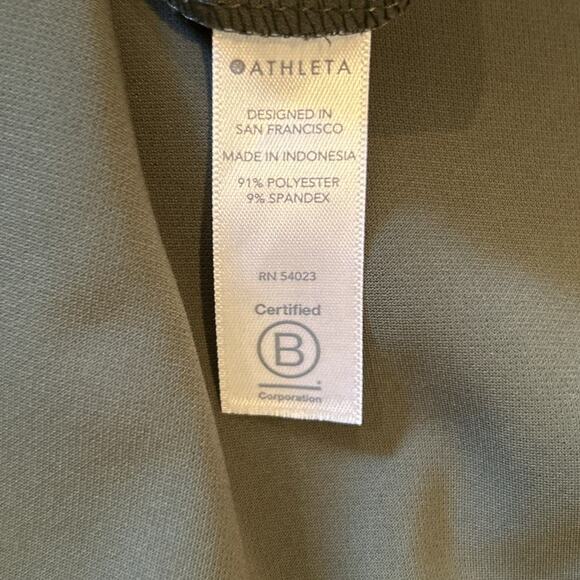 ATHLETA
DESIGNED IN
SAN FRANCISCO
MADE IN INDONESIA
91% POLYESTER
9% SPANDEX
RN 54023
Certified
B
Corporation